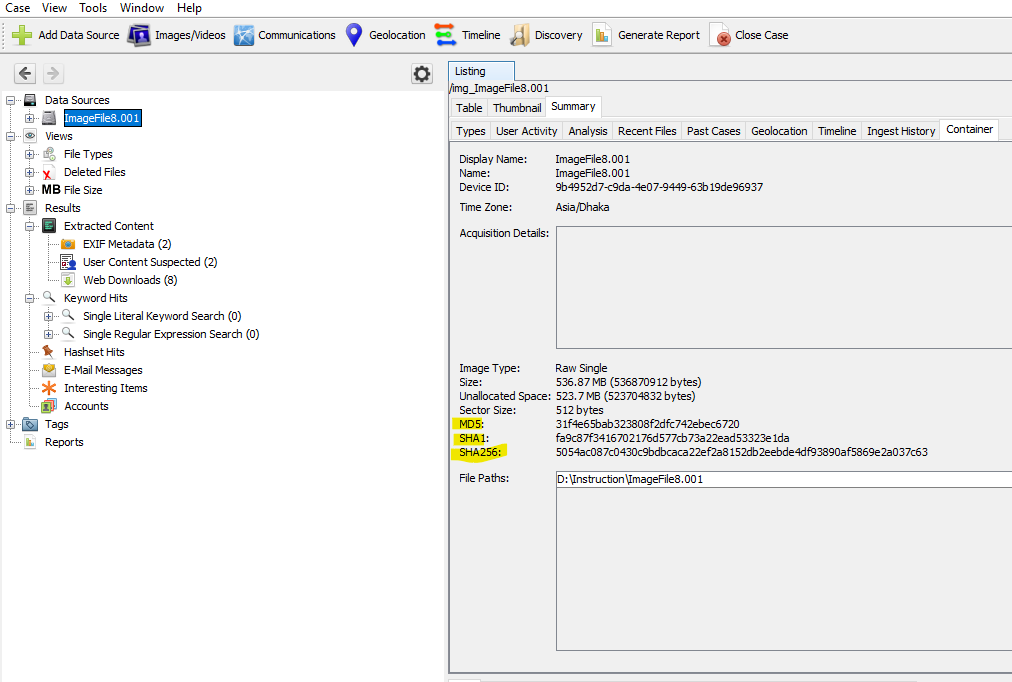 Case View Tools Window Help
Add Data Source Images/Videos Communications Geolocation Timeline Discovery Generate Report Close Case
Listing
/img_ImageFile8.001
Table Thumbnail Summary
Types User Activity Analysis Recent Files Past Cases Geolocation Timeline Ingest History Container
Data Sources
ImageFile8.001
Views
File Types
Deleted Files
MB File Size
Results
Extracted Content
EXIF Metadata (2)
User Content Suspected (2)
Web Downloads (8)
Keyword Hits
Single Literal Keyword Search (0)
Single Regular Expression Search (0)
Hashset Hits
E-Mail Messages
Interesting Items
Accounts
Tags
Reports
Display Name: ImageFile8.001
Name: ImageFile8.001
Device ID: 9b4952d7-c9da-4e07-9449-63b19de96937
Time Zone: Asia/Dhaka
Acquisition Details:
Image Type: Raw Single
Size: 536.87 MB (536870912 bytes)
Unallocated Space: 523.7 MB (523704832 bytes)
Sector Size: 512 bytes
MD5: 31f4e65bab323808f2dfc742ebec6720
SHA1: fa9c87f3416702176d577cb73a22ead53323e1da
SHA256: 5054ac087c0430c9bdbcaca22ef2a8152db2eebde4df93890af5869e2a037c63
File Paths: D:\Instruction\ImageFile8.001